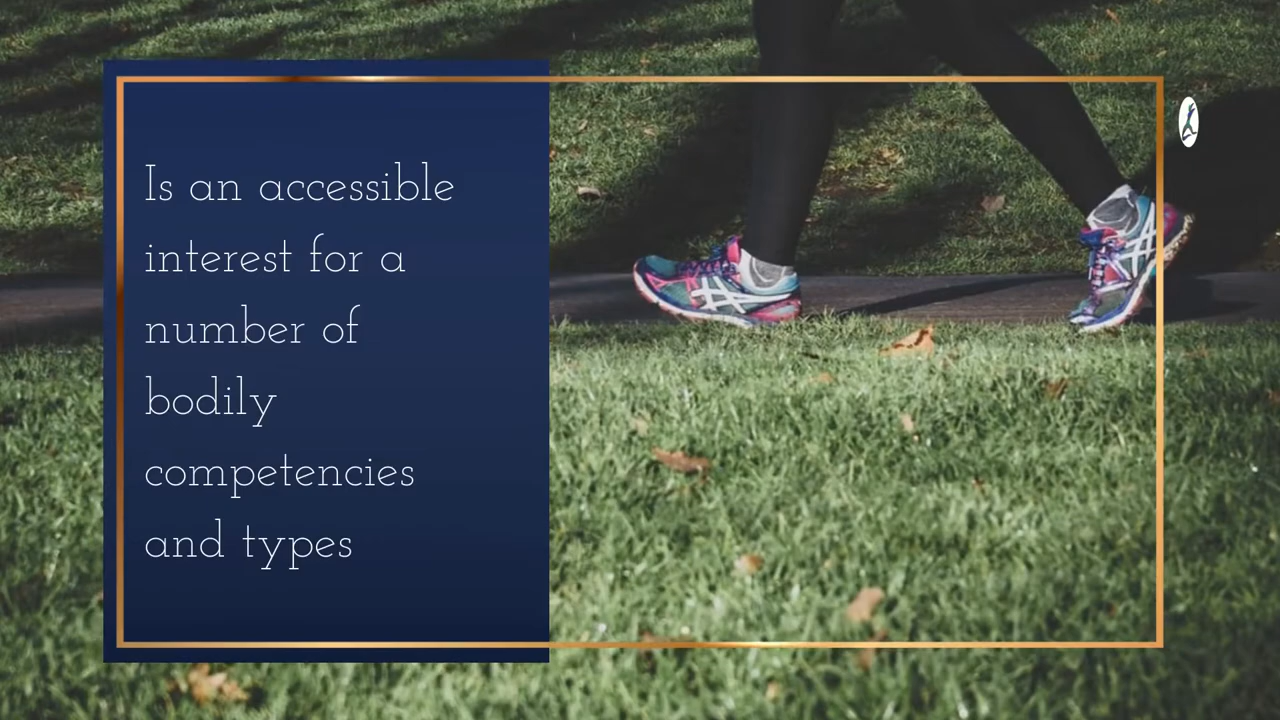 Is an accessible
interest for a
number of
bodily
competencies
and types